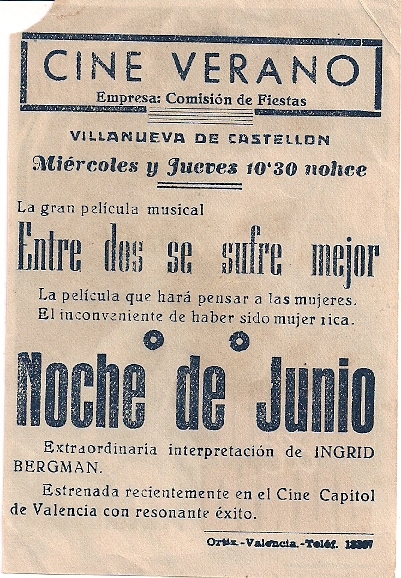 CINE VERANO
Empresa: Comisión de Fiestas
VILLANUEVA DE CASTELLON
Miércoles y Jueves 10'30 nohce
La gran película musical
Entre dos se sufre mejor
La película que hará pensar a las mujeres.
El inconveniente de haber sido mujer rica.
Noche de Junio
Extraordinaria interpretación de INGRID
BERGMAN.
Estrenada recientemente en el Cine Capitol
de Valencia con resonante éxito.
Ortiz.-Valencia.-Teléf.